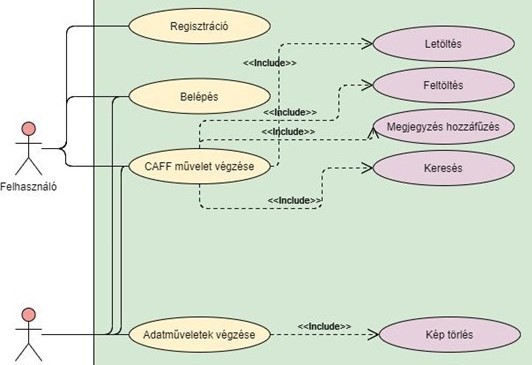 Regisztráció
Letöltés
<<Include>>
Belépés
Feltöltés
<<Include>>
Megjegyzés hozzáfűzés
<<Include>>
Felhasználó
CAFF művelet végzése
Keresés
<<Include>>
Adatműveletek végzése
<<Include>>
Kép törlés